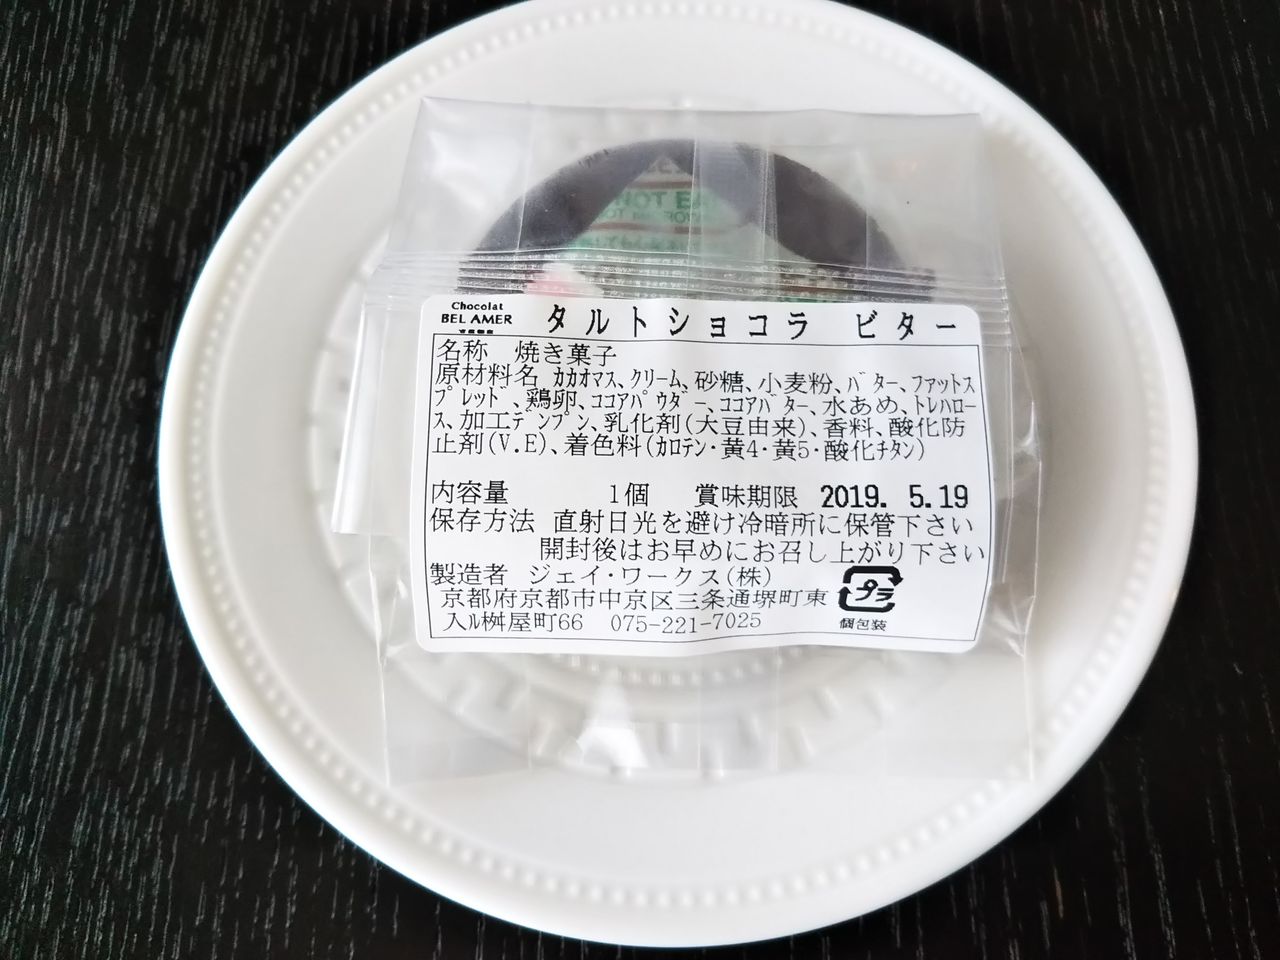 Chocolat
BEL AMER
京都別邸
タルトショコラ ビター
名称 焼き菓子
原材料名 ｶｶｵﾏｽ、ｸﾘｰﾑ、砂糖、小麦粉、ﾊﾞﾀｰ、ﾌｧｯﾄｽ
ﾌﾟﾚｯﾄﾞ、鶏卵、ｺｺｱﾊﾟｳﾀﾞｰ、ｺｺｱﾊﾞﾀｰ、水あめ、ﾄﾚﾊﾛｰ
ｽ、加工ﾃﾞﾝﾌﾟﾝ、乳化剤(大豆由来)、香料、酸化防
止剤(V.E)、着色料(ｶﾛﾃﾝ・黄4・黄5・酸化ﾁﾀﾝ)
内容量 1個 賞味期限 2019. 5.19
保存方法 直射日光を避け冷暗所に保管下さい
開封後はお早めにお召し上がり下さい
製造者 ジェイ・ワークス(株)
京都府京都市中京区三条通堺町東
入ﾙ桝屋町66 075-221-7025
プラ
個包装